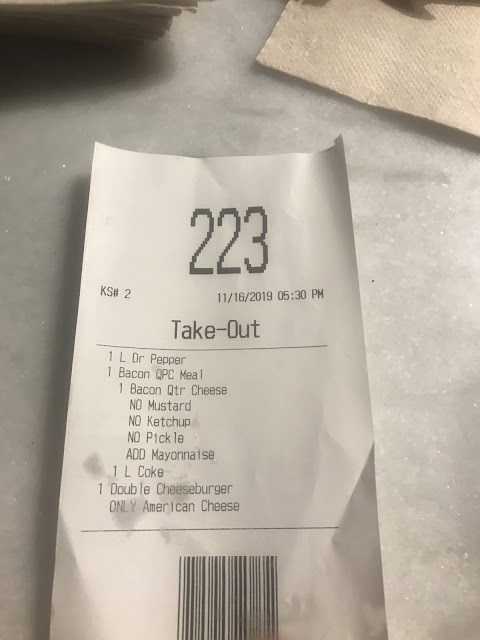 223
KS# 2 11/16/2019 05:30 PM
Take-Out
1 L Dr Pepper
1 Bacon QPC Meal
1 Bacon Qtr Cheese
NO Mustard
NO Ketchup
NO Pickle
ADD Mayonnaise
1 L Coke
1 Double Cheeseburger
ONLY American Cheese